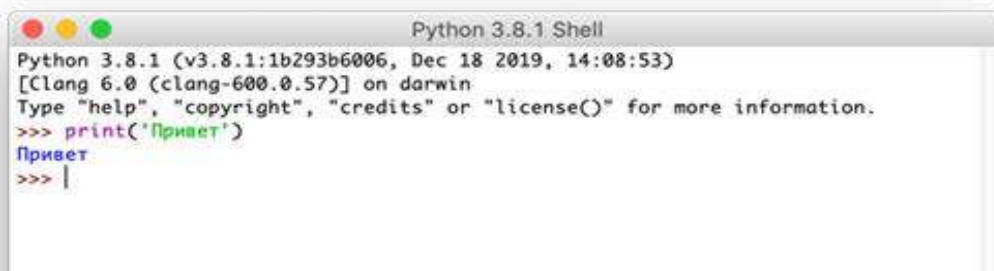 Python 3.8.1 Shell
Python 3.8.1 (v3.8.1:1b293b6006, Dec 18 2019, 14:08:53)
[Clang 6.0 (clang-600.0.57)] on darwin
Type "help", "copyright", "credits" or "license()" for more information.
>>> print('Привет')
Привет
>>>